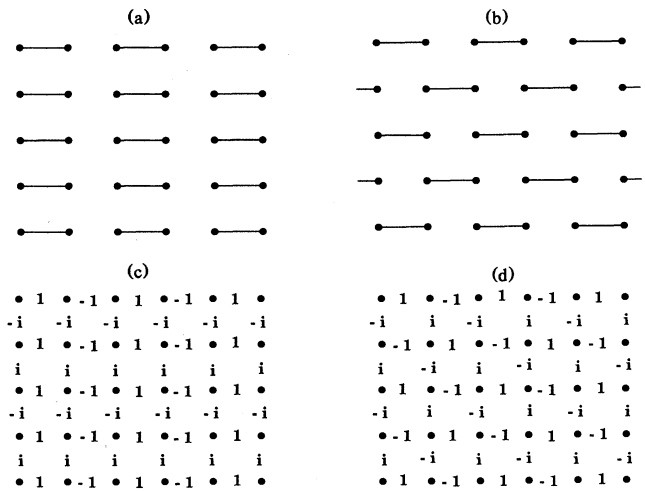 (a)
(b)
(c)
1 -1 1 -1 1
-i -i -i -i -i -i
1 -1 1 -1 1
i i i i i i
1 -1 1 -1 1
-i -i -i -i -i -i
1 -1 1 -1 1
i i i i i i
1 -1 1 -1 1
(d)
1 -1 1 -1 1
-i i -i i -i i
-1 1 -1 1 -1
i -i i -i i -i
1 -1 1 -1 1
-i i -i i -i i
-1 1 -1 1 -1
i -i i -i i -i
1 -1 1 -1 1